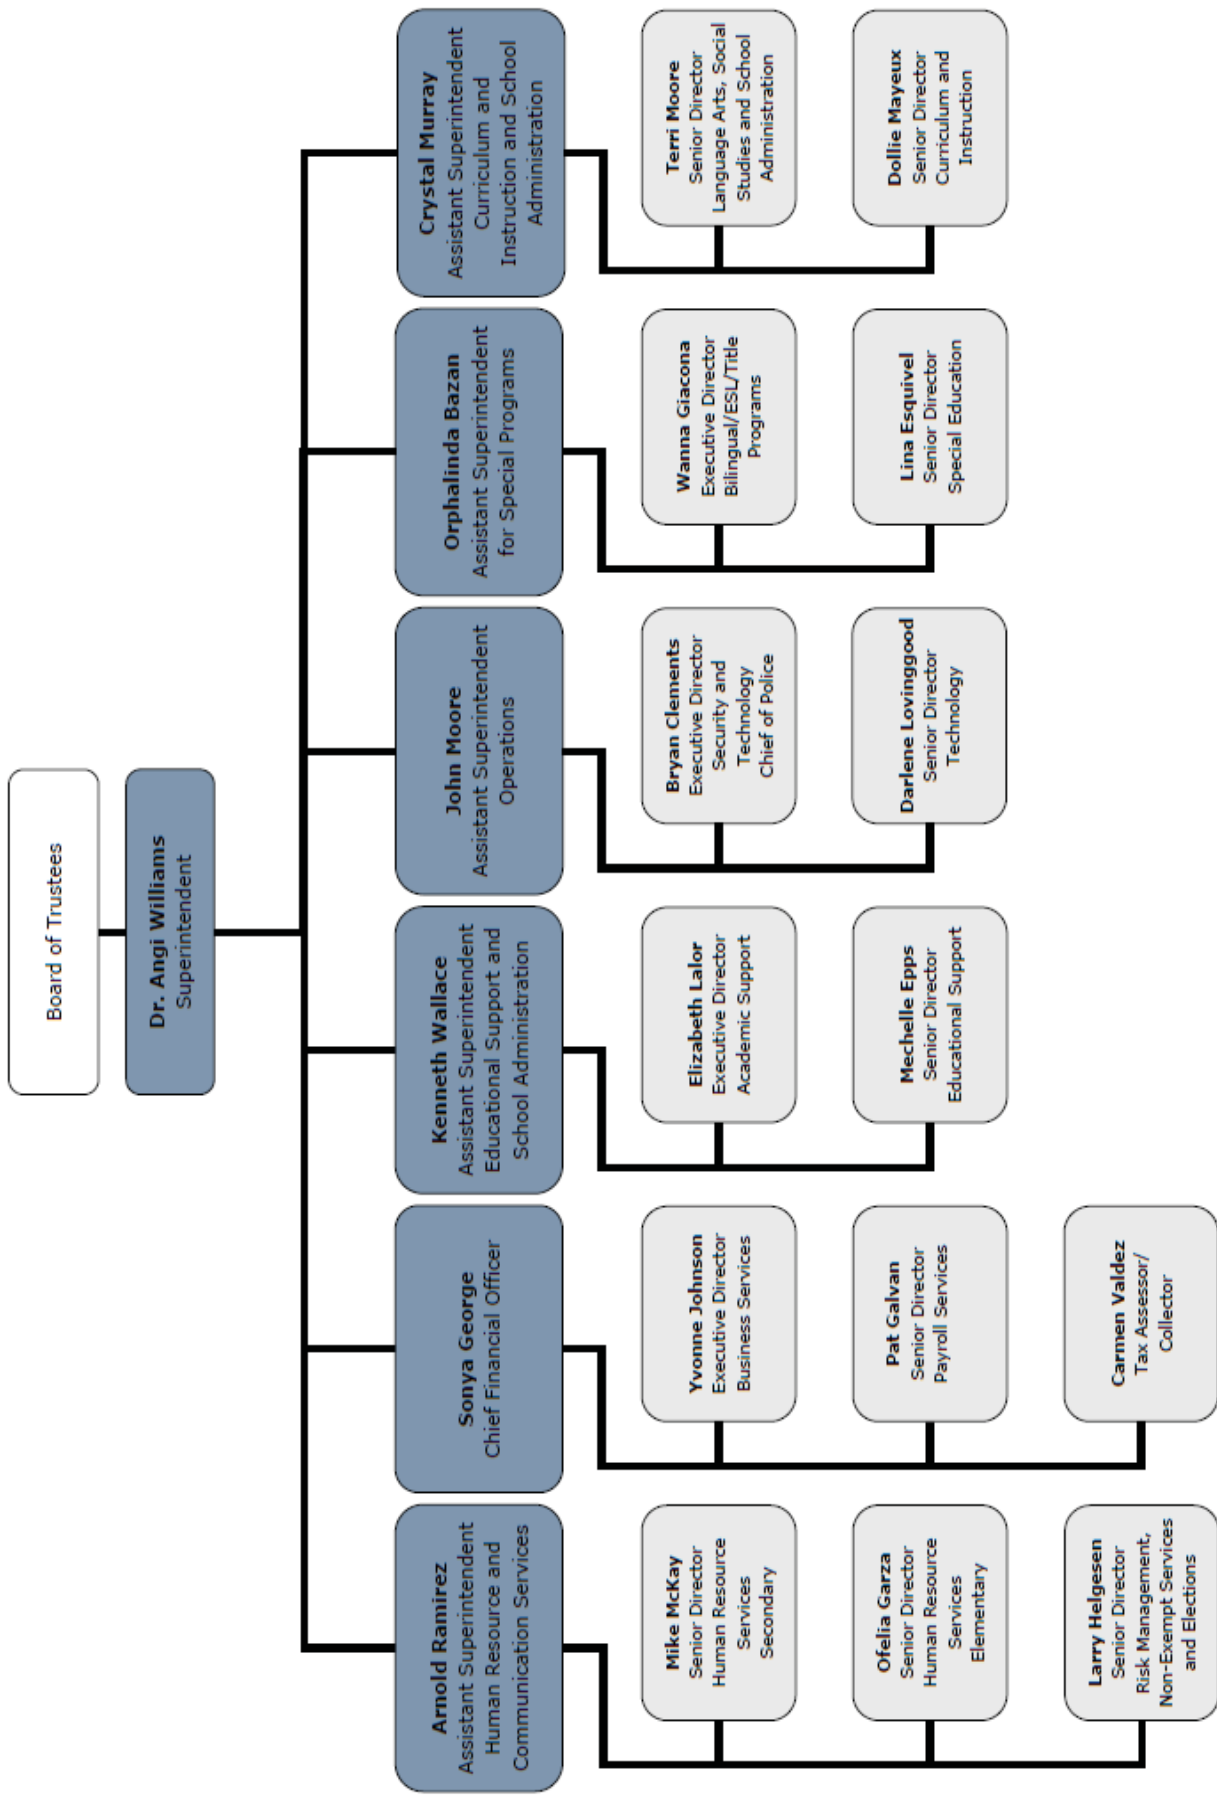 Board of Trustees
Dr. Angi Williams
Superintendent
Arnold Ramirez
Assistant Superintendent
Human Resource and
Communication Services
Sonya George
Chief Financial Officer
Kenneth Wallace
Assistant Superintendent
Educational Support and
School Administration
John Moore
Assistant Superintendent
Operations
Orphalinda Bazan
Assistant Superintendent
for Special Programs
Crystal Murray
Assistant Superintendent
Curriculum and
Instruction and School
Administration
Mike McKay
Senior Director
Human Resource
Services
Secondary
Yvonne Johnson
Executive Director
Business Services
Elizabeth Lalor
Executive Director
Academic Support
Bryan Clements
Executive Director
Security and
Technology
Chief of Police
Wanna Giacona
Executive Director
Bilingual/ESL/Title
Programs
Terri Moore
Senior Director
Language Arts, Social
Studies and School
Administration
Ofelia Garza
Senior Director
Human Resource
Services
Elementary
Pat Galvan
Senior Director
Payroll Services
Mechelle Epps
Senior Director
Educational Support
Darlene Lovinggood
Senior Director
Technology
Lina Esquivel
Senior Director
Special Education
Dollie Mayeux
Senior Director
Curriculum and
Instruction
Larry Helgesen
Senior Director
Risk Management,
Non-Exempt Services
and Elections
Carmen Valdez
Tax Assessor/
Collector